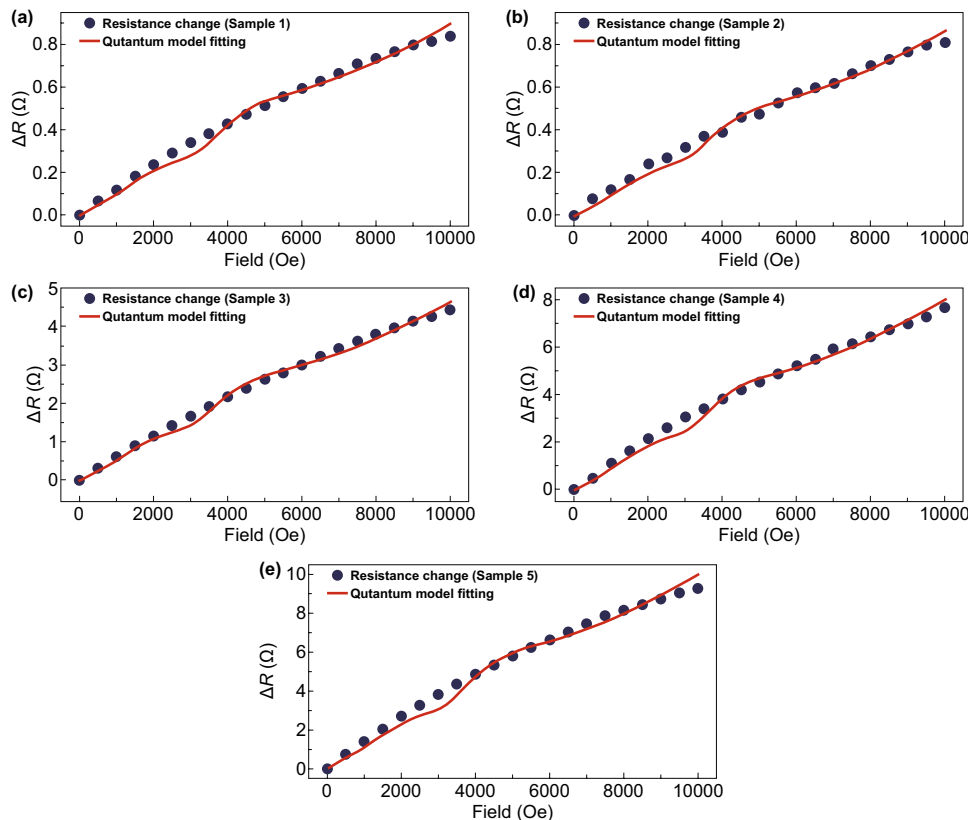 (a)
Resistance change (Sample 1)
Qutantum model fitting
0.8
0.6
0.4
0.2
0.0
ΔR (Ω)
0 2000 4000 6000 8000 10000
Field (Oe)
(b)
Resistance change (Sample 2)
Qutantum model fitting
0.8
0.6
0.4
0.2
0.0
ΔR (Ω)
0 2000 4000 6000 8000 10000
Field (Oe)
(c)
Resistance change (Sample 3)
Qutantum model fitting
5
4
3
2
1
0
ΔR (Ω)
0 2000 4000 6000 8000 10000
Field (Oe)
(d)
Resistance change (Sample 4)
Qutantum model fitting
8
6
4
2
0
ΔR (Ω)
0 2000 4000 6000 8000 10000
Field (Oe)
(e)
Resistance change (Sample 5)
Qutantum model fitting
10
8
6
4
2
0
ΔR (Ω)
0 2000 4000 6000 8000 10000
Field (Oe)